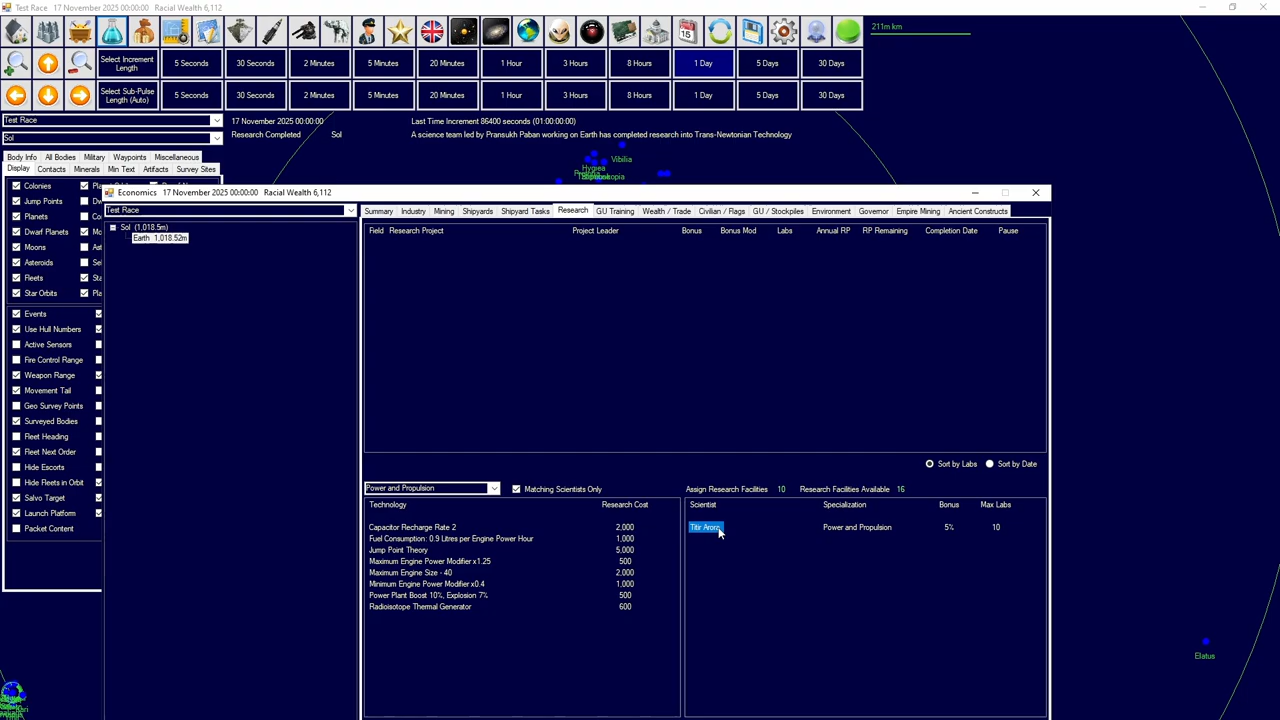 Test Race 17 November 2025 00:00:00 Racial Wealth 6,112
211m km
Select Increment Length
5 Seconds 30 Seconds 2 Minutes 5 Minutes 20 Minutes 1 Hour 3 Hours 8 Hours 1 Day 5 Days 30 Days
Select Sub-Pulse Length (Auto)
5 Seconds 30 Seconds 2 Minutes 5 Minutes 20 Minutes 1 Hour 3 Hours 8 Hours 1 Day 5 Days 30 Days
Test Race
17 November 2025 00:00:00 Last Time Increment 86400 seconds (01:00:00:00)
Sol
Research Completed Sol A science team led by Pransukh Paban working on Earth has completed research into Trans-Newtonian Technology
Body Info All Bodies Military Waypoints Miscellaneous
Display Contacts Minerals Min Text Artifacts Survey Sites
Vibilia
Hygiea
Colonies
Jump Points
Planets
Dwarf Planets
Moons
Asteroids
Fleets
Star Orbits
Events
Use Hull Numbers
Active Sensors
Fire Control Range
Weapon Range
Movement Tail
Geo Survey Points
Surveyed Bodies
Fleet Heading
Fleet Next Order
Hide Escorts
Hide Fleets in Orbit
Salvo Target
Launch Platform
Packet Content
Economics 17 November 2025 00:00:00 Racial Wealth 6,112
Test Race
Sol (1,018.5m)
Earth 1,018.52m
Summary Industry Mining Shipyards Shipyard Tasks Research GU Training Wealth / Trade Civilian / Flags GU / Stockpiles Environment Governor Empire Mining Ancient Constructs
Field Research Project Project Leader Bonus Bonus Mod Labs Annual RP RP Remaining Completion Date Pause
Sort by Labs Sort by Date
Power and Propulsion Matching Scientists Only Assign Research Facilities 10 Research Facilities Available 16
Technology Research Cost
Capacitor Recharge Rate 2 2,000
Fuel Consumption: 0.9 Litres per Engine Power Hour 1,000
Jump Point Theory 5,000
Maximum Engine Power Modifier x1.25 500
Maximum Engine Size - 40 2,000
Minimum Engine Power Modifier x0.4 1,000
Power Plant Boost 10%, Explosion 7% 500
Radioisotope Thermal Generator 600
Scientist Specialization Bonus Max Labs
Titir Arora Power and Propulsion 5% 10
Elatus